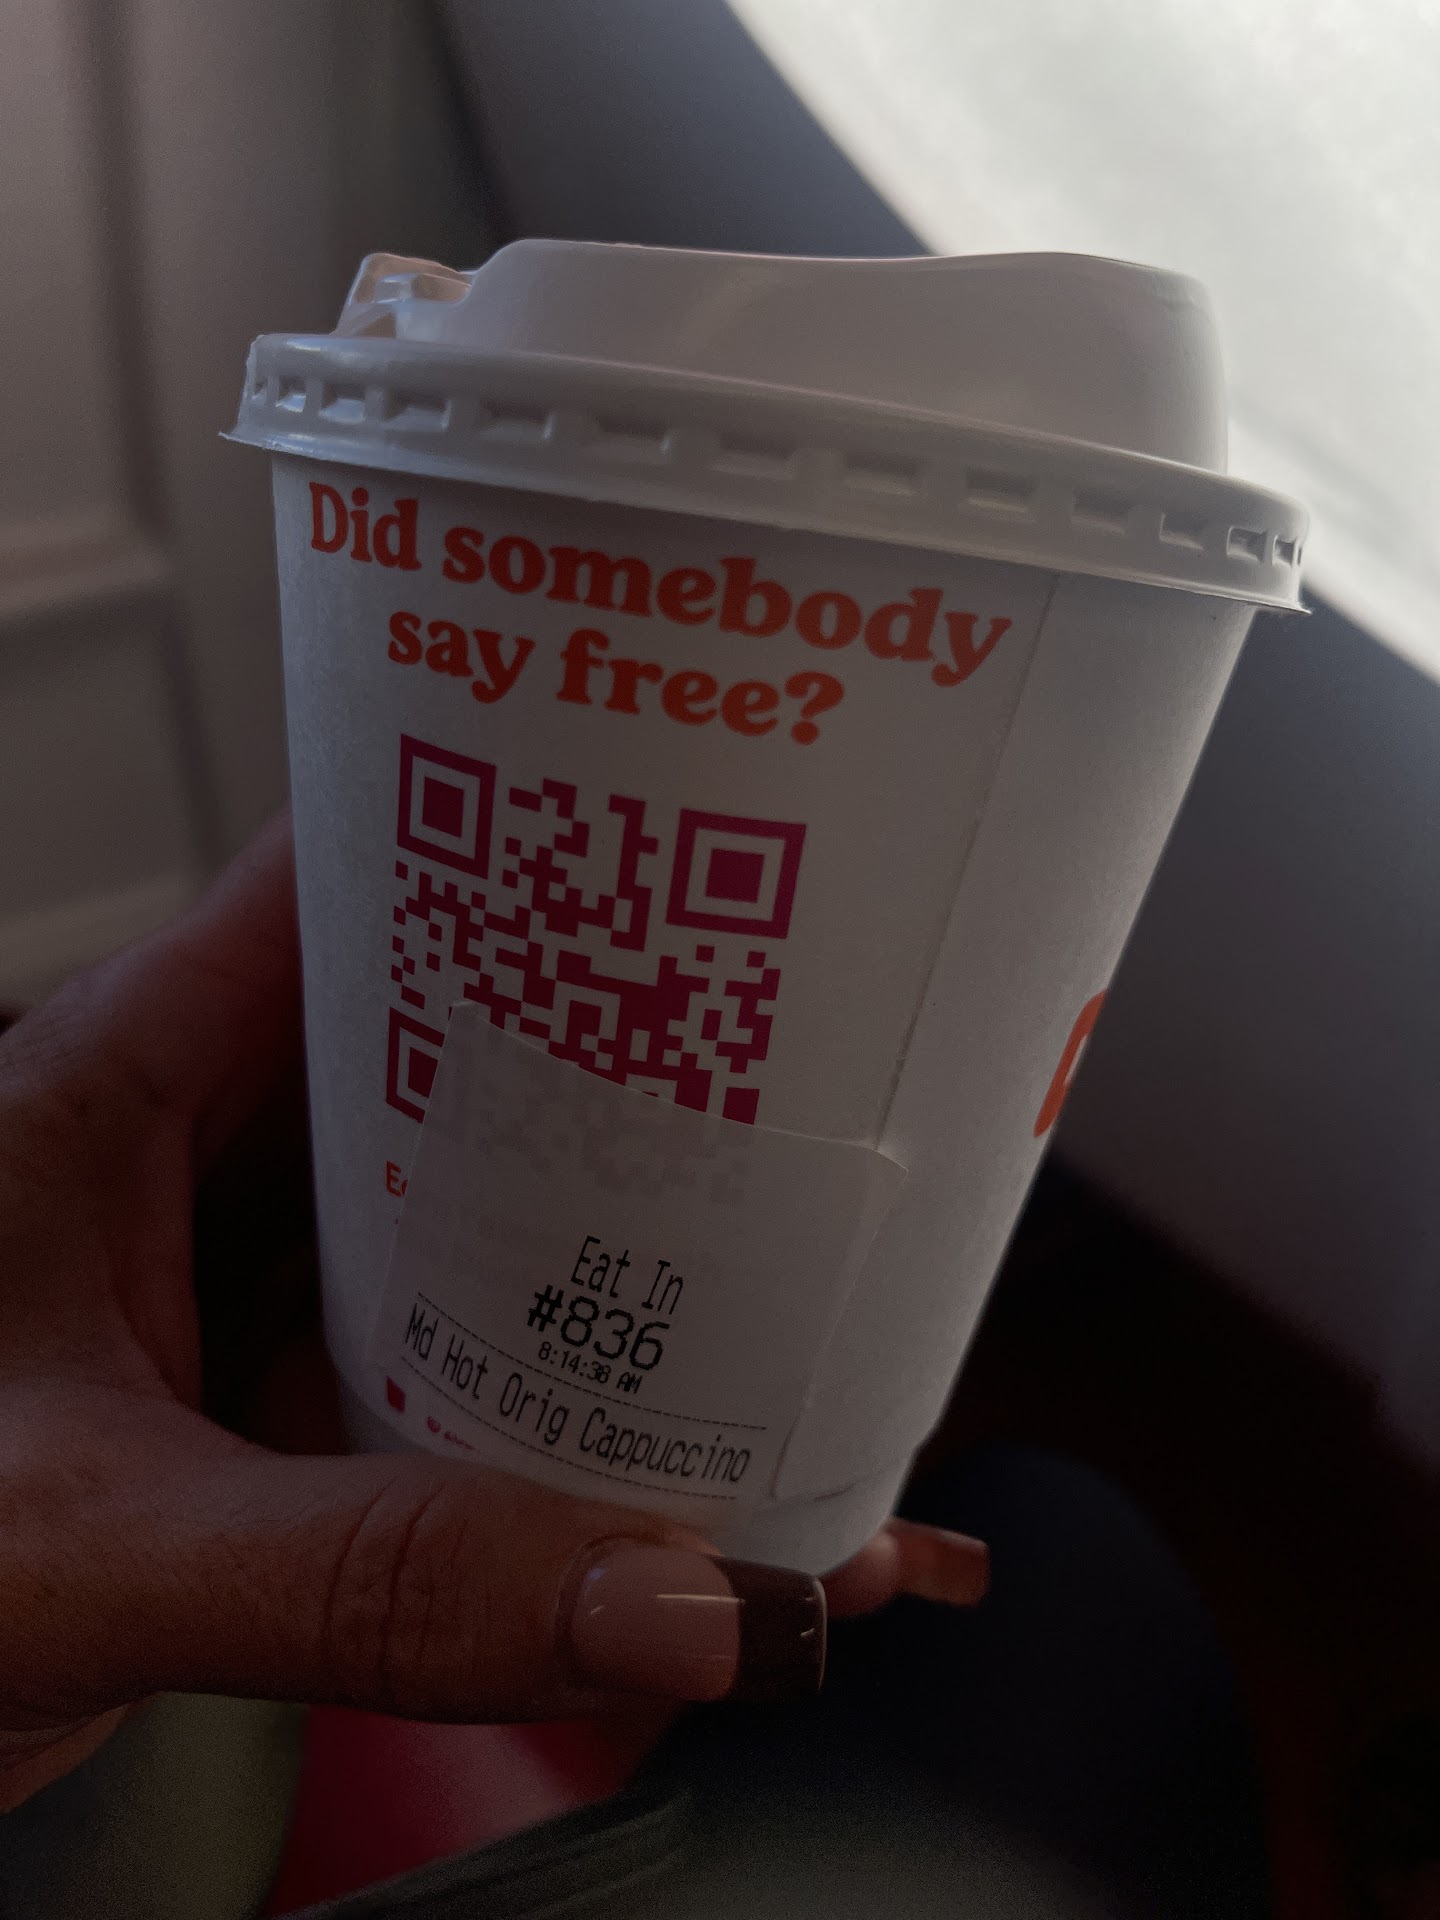 Did somebody
say free?
Eat In
#836
8:14:38 AM
Md Hot Orig Cappuccino